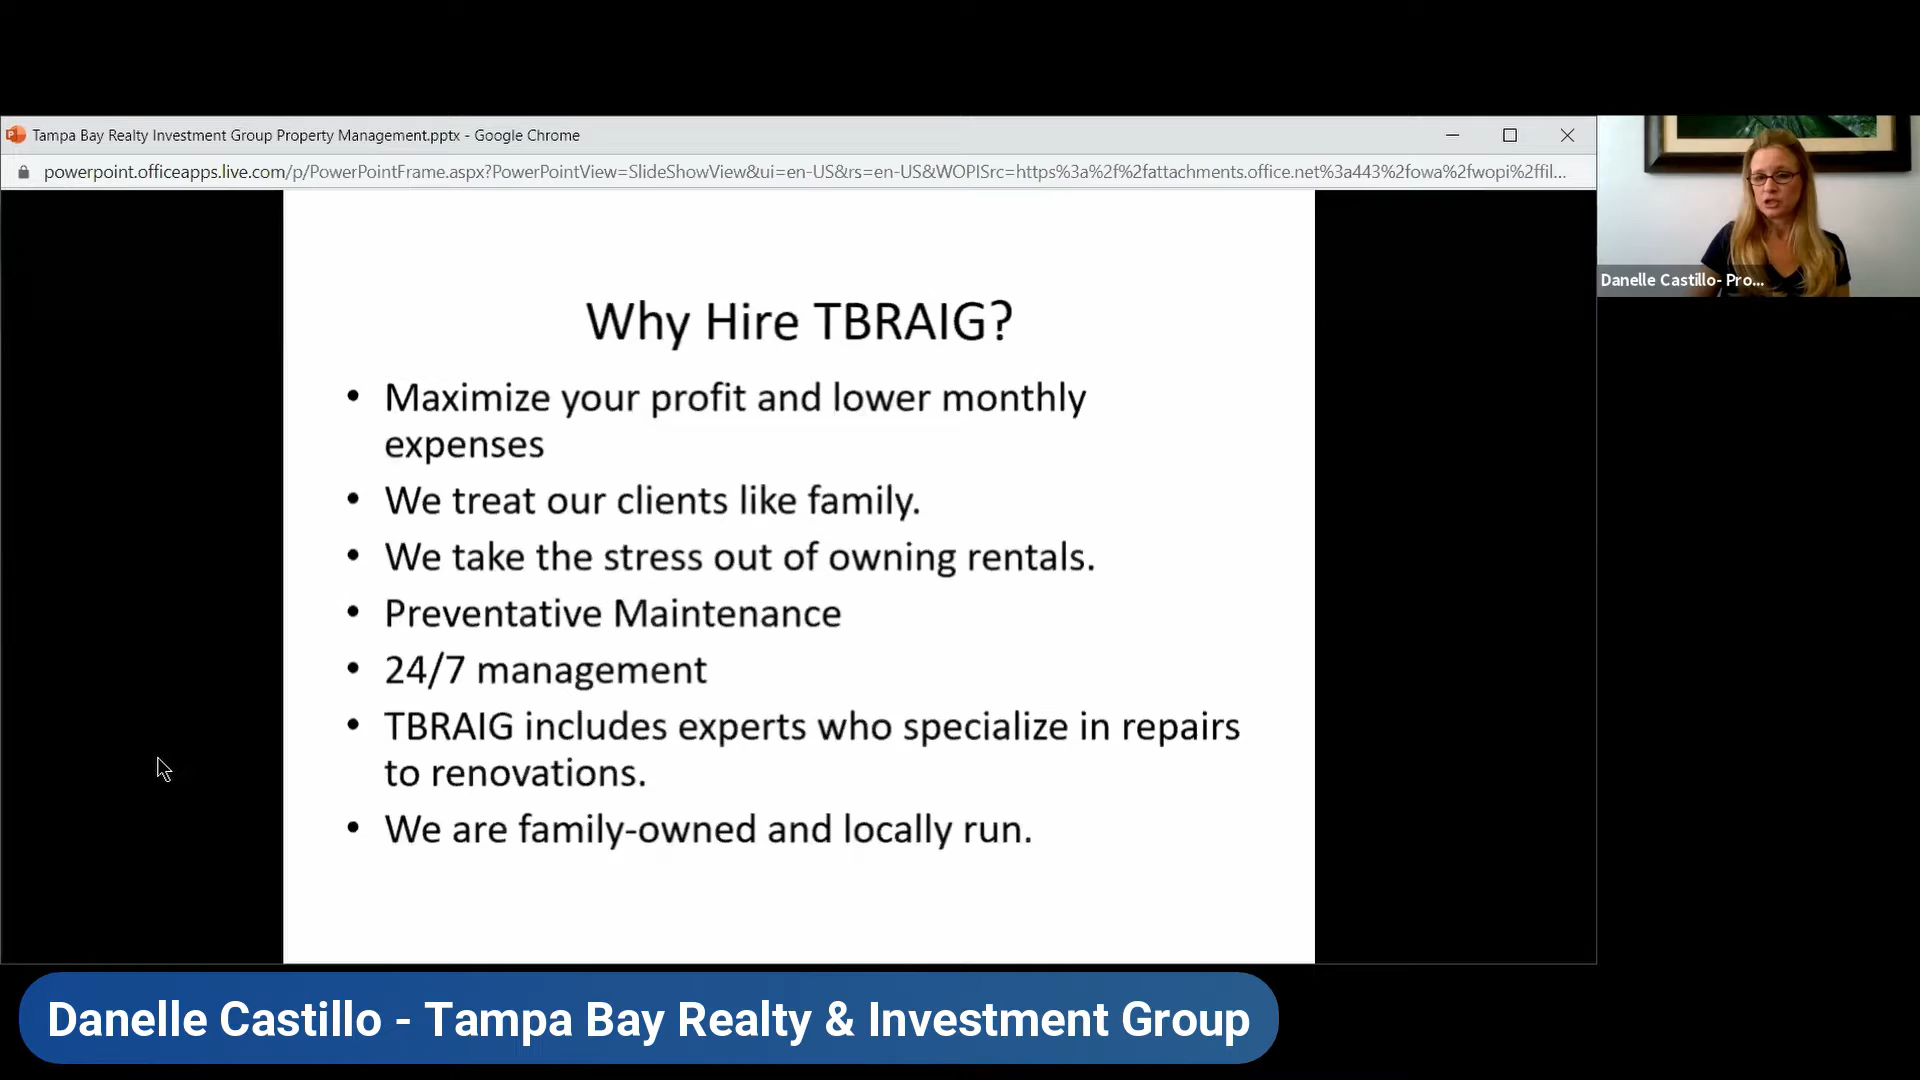 Tampa Bay Realty Investment Group Property Management.pptx - Google Chrome
powerpoint.officeapps.live.com/p/PowerPointFrame.aspx?PowerPointView=SlideShowView&ui=en-US&rs=en-US&WOPISrc=https%3a%2f%2fattachments.office.net%3a443%2fowa%2fwopi%2ffil...
Danelle Castillo- Pro...
Why Hire TBRAIG?
• Maximize your profit and lower monthly
expenses
• We treat our clients like family.
• We take the stress out of owning rentals.
• Preventative Maintenance
• 24/7 management
• TBRAIG includes experts who specialize in repairs
to renovations.
• We are family-owned and locally run.
Danelle Castillo - Tampa Bay Realty & Investment Group